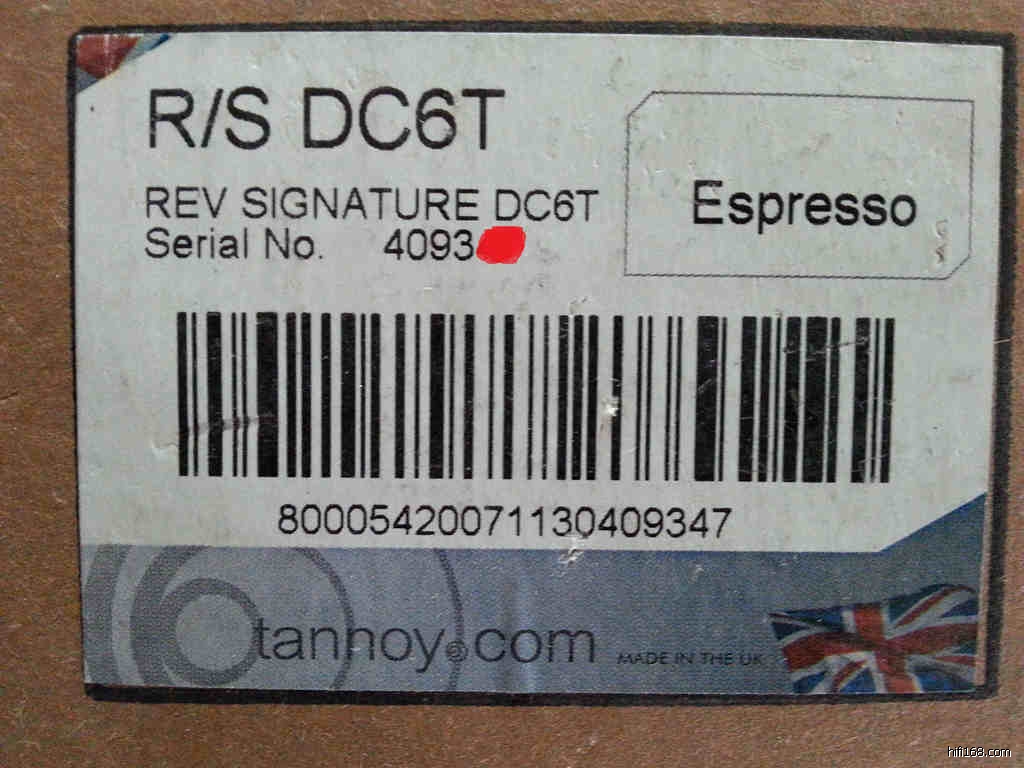 R/S DC6T
REV SIGNATURE DC6T
Serial No. 4093
Espresso
80005420071130409347
tannoy.com
MADE IN THE UK
hifi168.com